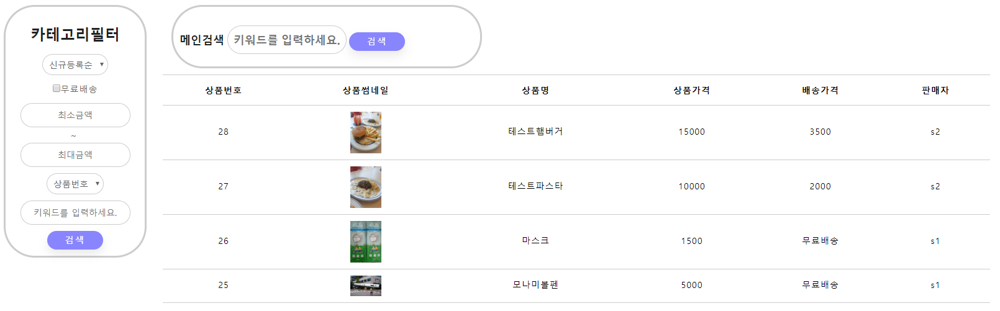 카테고리필터
신규등록순
무료배송
최소금액
~
최대금액
상품번호
키워드를 입력하세요.
검색
메인검색 키워드를 입력하세요. 검색
상품번호 상품썸네일 상품명 상품가격 배송가격 판매자
28 테스트햄버거 15000 3500 s2
27 테스트파스타 10000 2000 s2
26 마스크 1500 무료배송 s1
25 모나미볼펜 5000 무료배송 s1